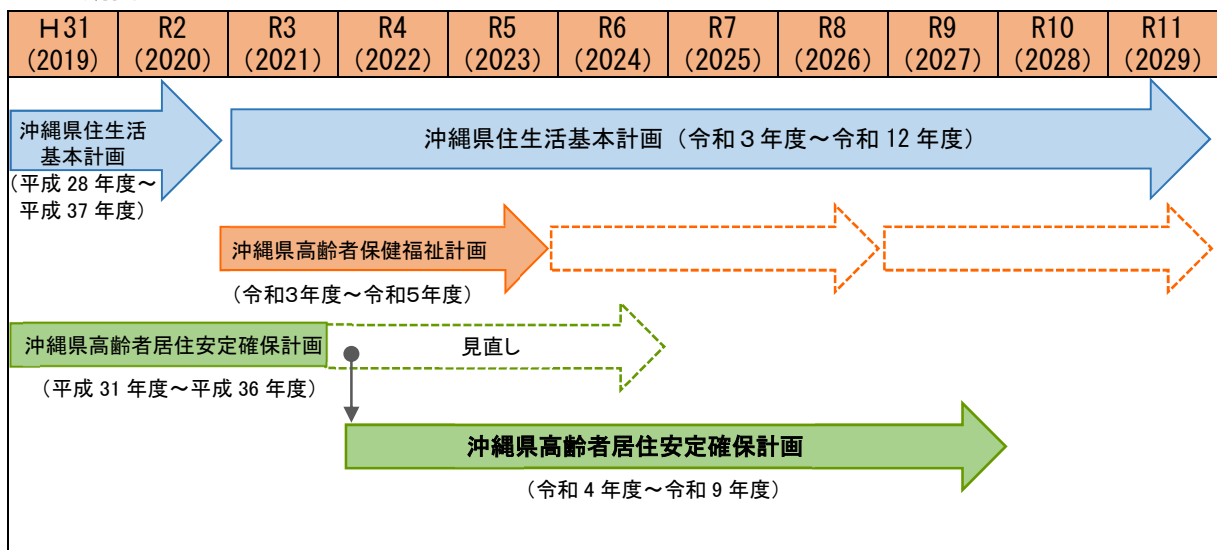 H31 R2 R3 R4 R5 R6 R7 R8 R9 R10 R11
(2019) (2020) (2021) (2022) (2023) (2024) (2025) (2026) (2027) (2028) (2029)
沖縄県住生活
基本計画
(平成 28 年度~
平成 37 年度)
沖縄県住生活基本計画(令和3年度~令和 12 年度)
沖縄県高齢者保健福祉計画
(令和3年度~令和5年度)
沖縄県高齢者居住安定確保計画
見直し
(平成 31 年度~平成 36 年度)
沖縄県高齢者居住安定確保計画
(令和 4 年度~令和 9 年度)